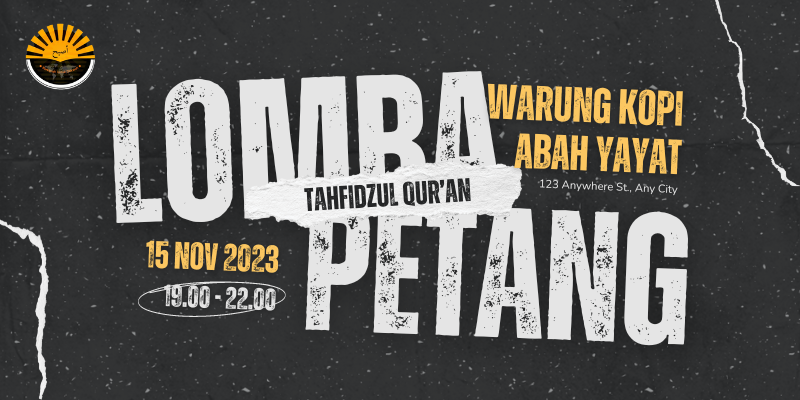 LOMBA
WARUNG KOPI
ABAH YAYAT
123 Anywhere St., Any City
TAHFIDZUL QUR'AN
PETANG
15 NOV 2023
19.00 - 22.00